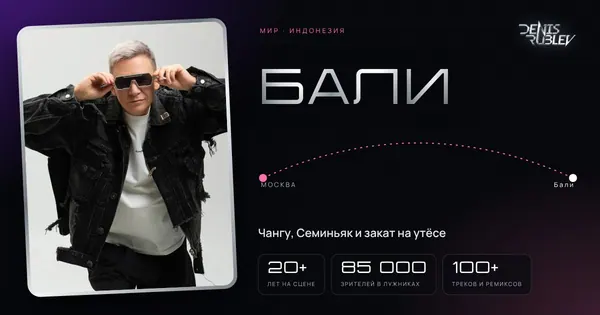 МИР · ИНДОНЕЗИЯ
DENIS
RUBLEV
БАЛИ
МОСКВА
Бали
Чангу, Семиньяк и закат на утёсе
20+
ЛЕТ НА СЦЕНЕ
85 000
ЗРИТЕЛЕЙ В ЛУЖНИКАХ
100+
ТРЕКОВ И РЕМИКСОВ